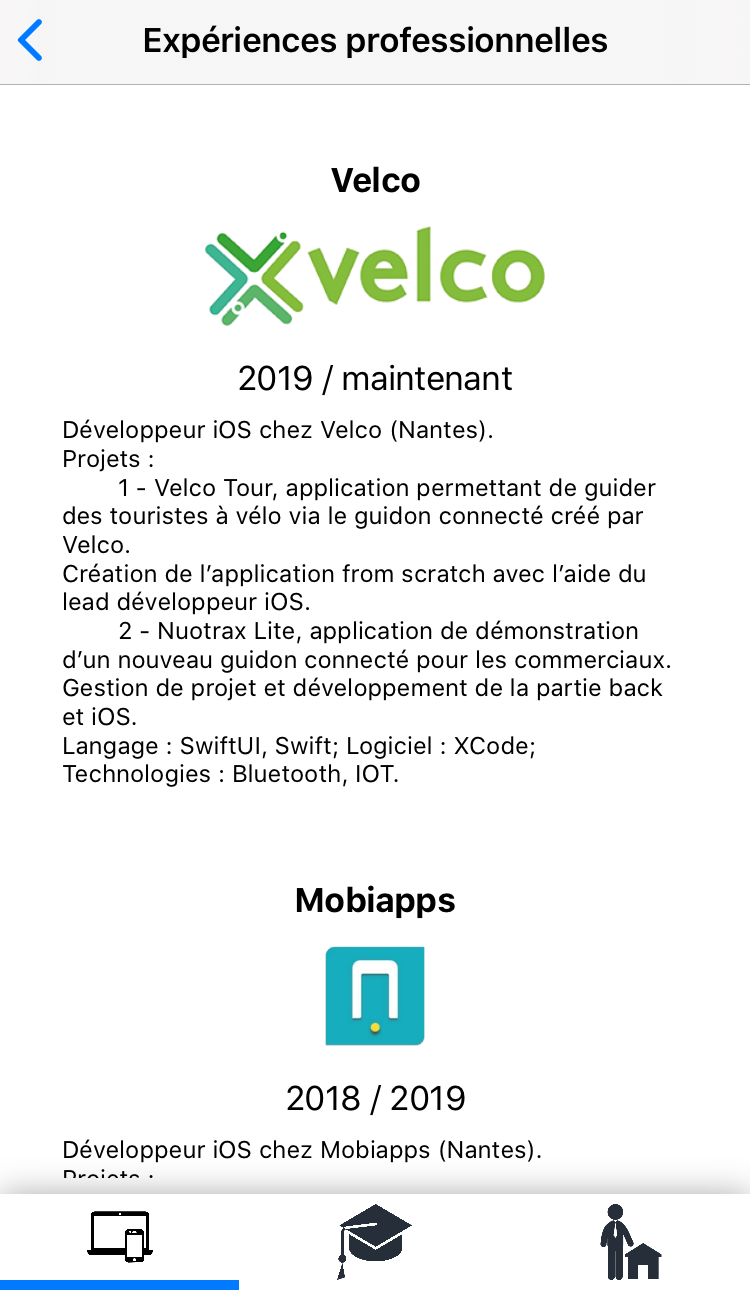 Expériences professionnelles
Velco
velco
2019 / maintenant
Développeur iOS chez Velco (Nantes).
Projets :
1 - Velco Tour, application permettant de guider
des touristes à vélo via le guidon connecté créé par
Velco.
Création de l’application from scratch avec l’aide du
lead développeur iOS.
2 - Nuotrax Lite, application de démonstration
d’un nouveau guidon connecté pour les commerciaux.
Gestion de projet et développement de la partie back
et iOS.
Langage : SwiftUI, Swift; Logiciel : XCode;
Technologies : Bluetooth, IOT.
Mobiapps
2018 / 2019
Développeur iOS chez Mobiapps (Nantes).
Projets :